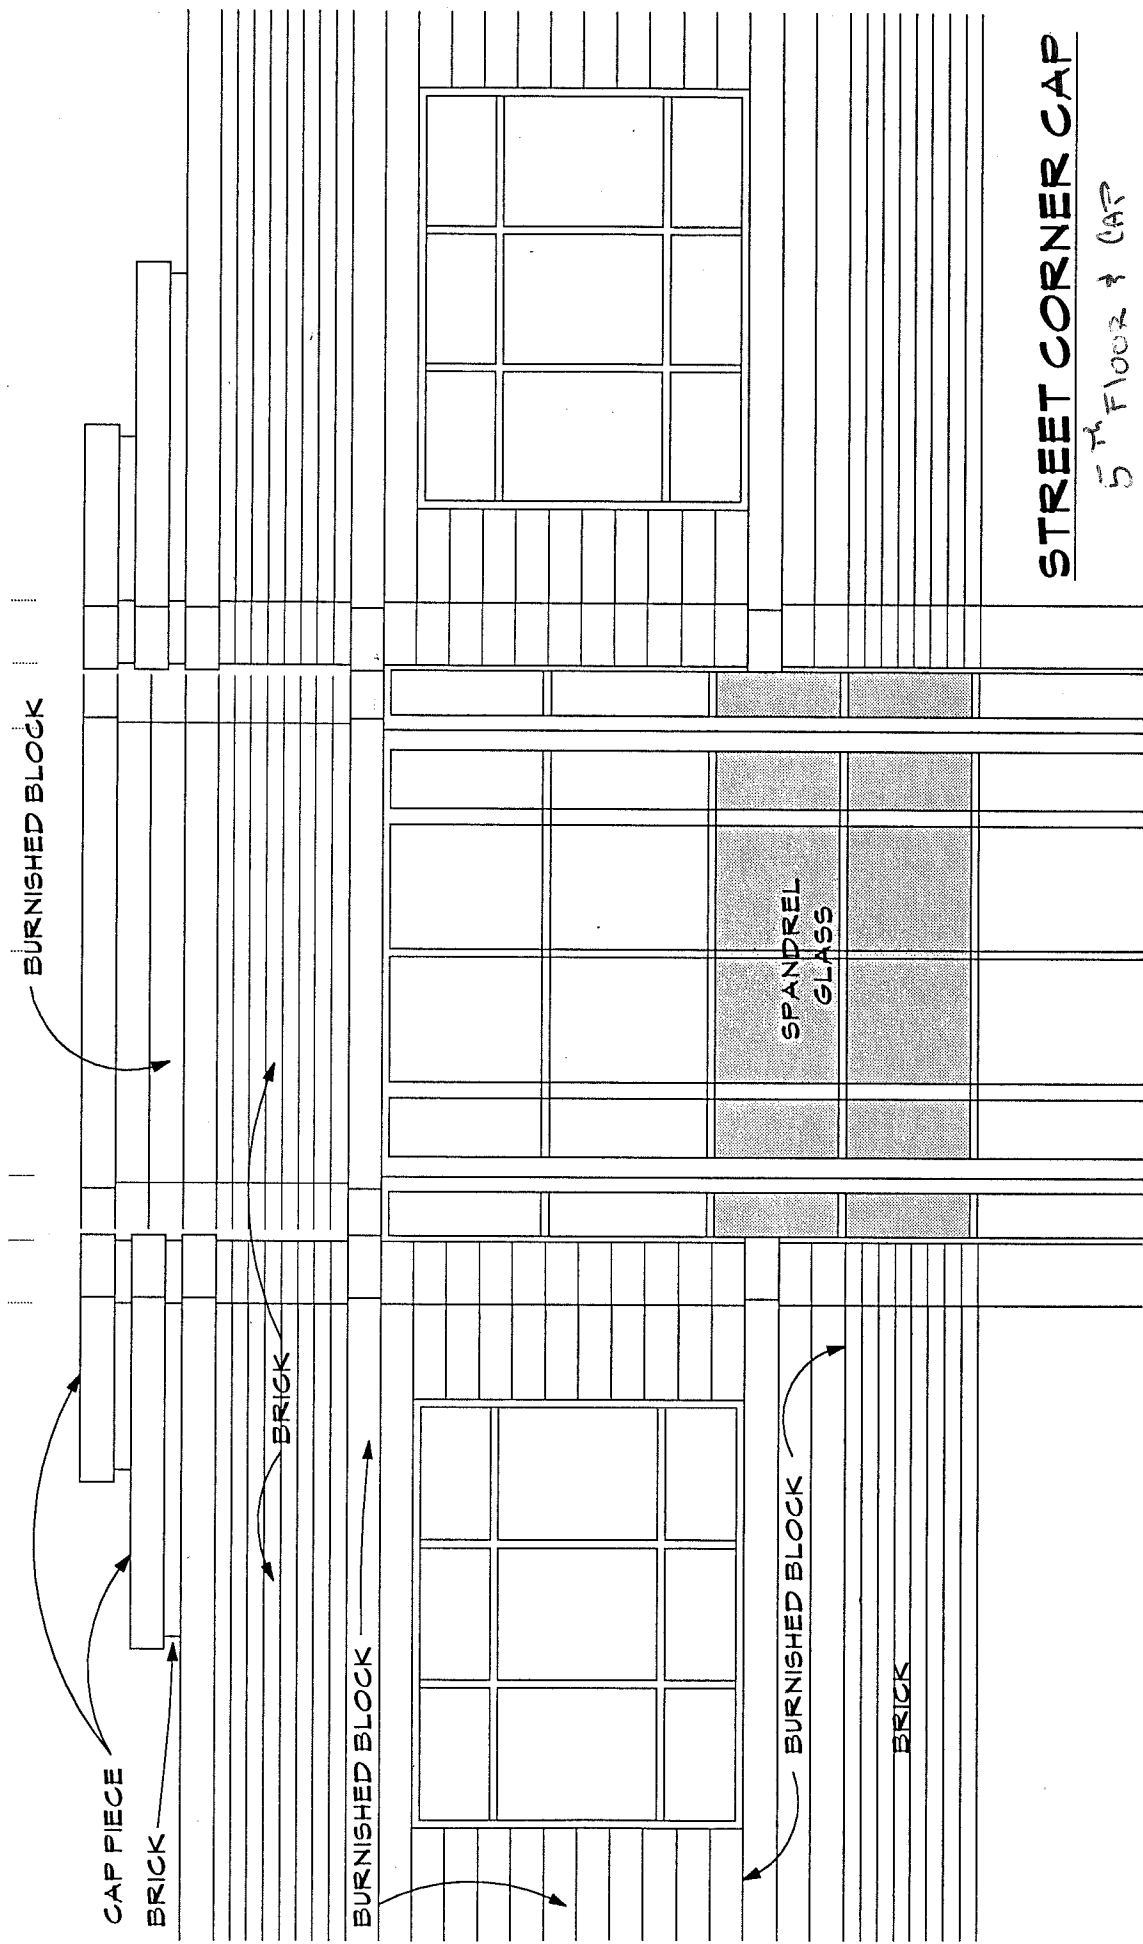 BURNISHED BLOCK
CAP PIECE
BRICK
BRICK
BURNISHED BLOCK
SPANDREL
GLASS
BURNISHED BLOCK
BRICK
STREET CORNER CAP
5Th Floor & CAP